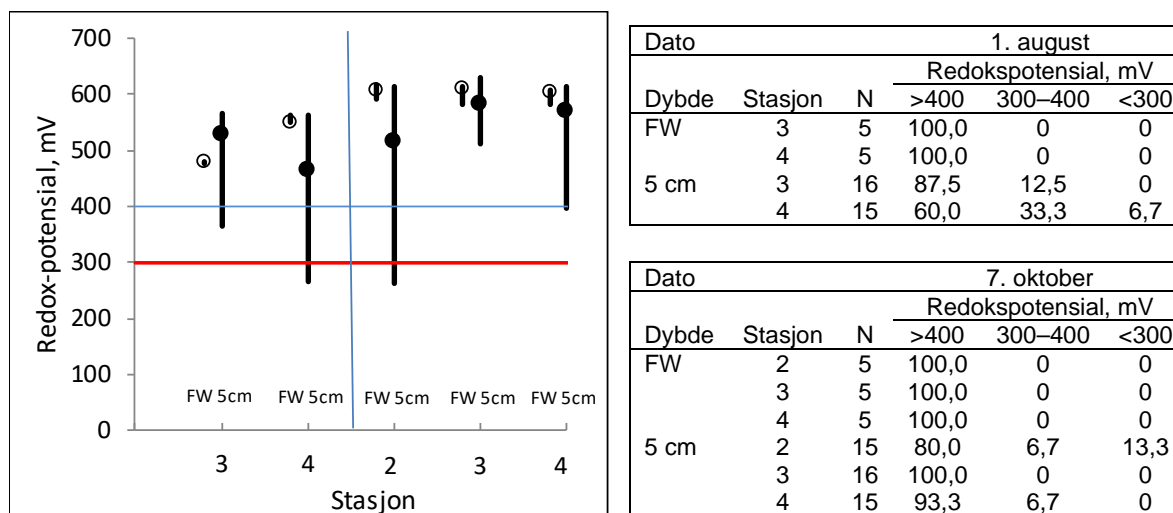 Redox-potensial, mV
700
600
500
400
300
200
100
0
FW 5cm FW 5cm FW 5cm FW 5cm FW 5cm
3 4 2 3 4
Stasjon
Dato 1. august
Redokspotensial, mV
Dybde Stasjon N >400 300–400 <300
FW 3 5 100,0 0 0
4 5 100,0 0 0
5 cm 3 16 87,5 12,5 0
4 15 60,0 33,3 6,7
Dato 7. oktober
Redokspotensial, mV
Dybde Stasjon N >400 300–400 <300
FW 2 5 100,0 0 0
3 5 100,0 0 0
4 5 100,0 0 0
5 cm 2 15 80,0 6,7 13,3
3 16 100,0 0 0
4 15 93,3 6,7 0